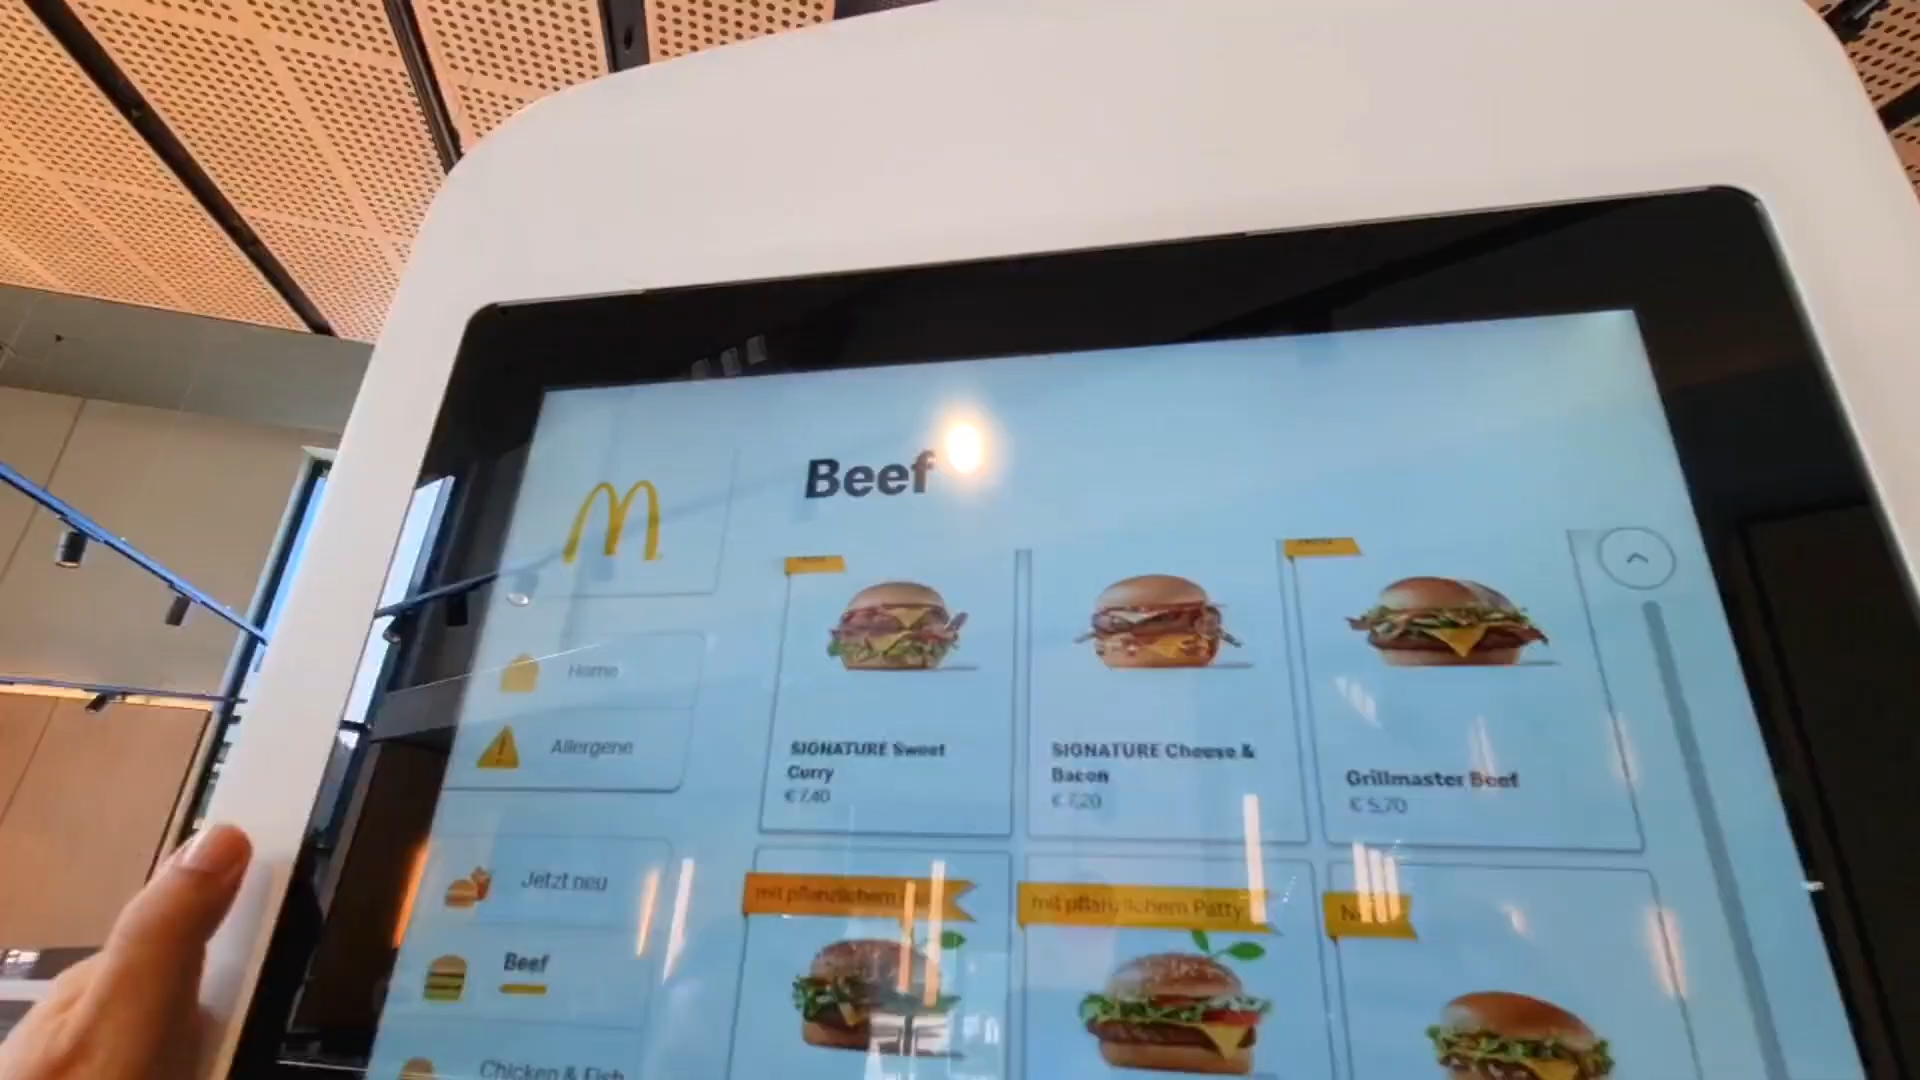 Beef
Home
Allergene
SIGNATURE Sweet
Curry
€ 7,40
SIGNATURE Cheese &
Bacon
€ 7,20
Grillmaster Beef
€ 5,70
Jetzt neu
Beef
Chicken & Fish
mit pflanzlichem
mit pflanzlichem Patty